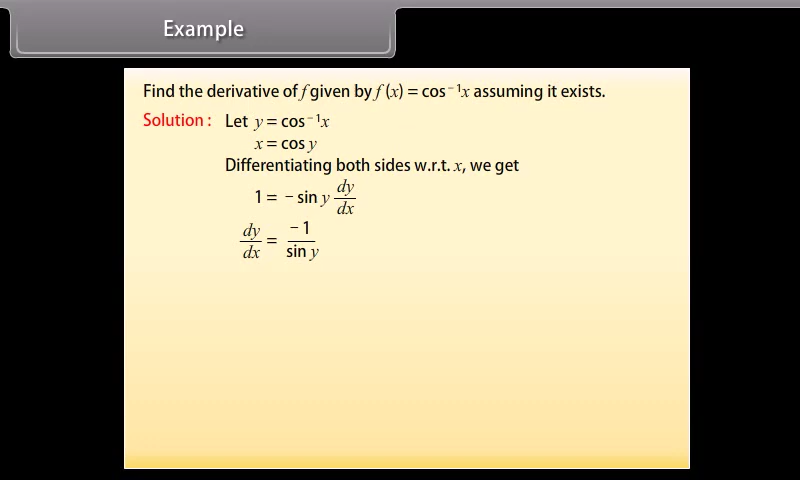 Example
Find the derivative of f given by f (x) = cos⁻¹x assuming it exists.
Solution : Let y = cos⁻¹x
x = cos y
Differentiating both sides w.r.t. x, we get
1 = − sin y dy/dx
dy/dx = −1/sin y